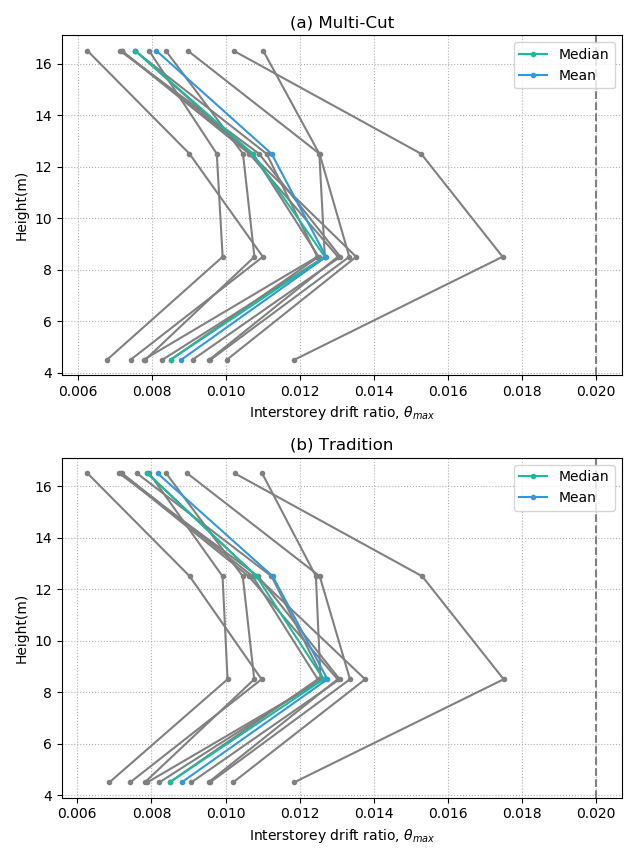 (a) Multi-Cut
16
14
12
10
8
6
4
Height(m)
Median
Mean
0.006 0.008 0.010 0.012 0.014 0.016 0.018 0.020
Interstorey drift ratio, θmax
(b) Tradition
16
14
12
10
8
6
4
Height(m)
Median
Mean
0.006 0.008 0.010 0.012 0.014 0.016 0.018 0.020
Interstorey drift ratio, θmax